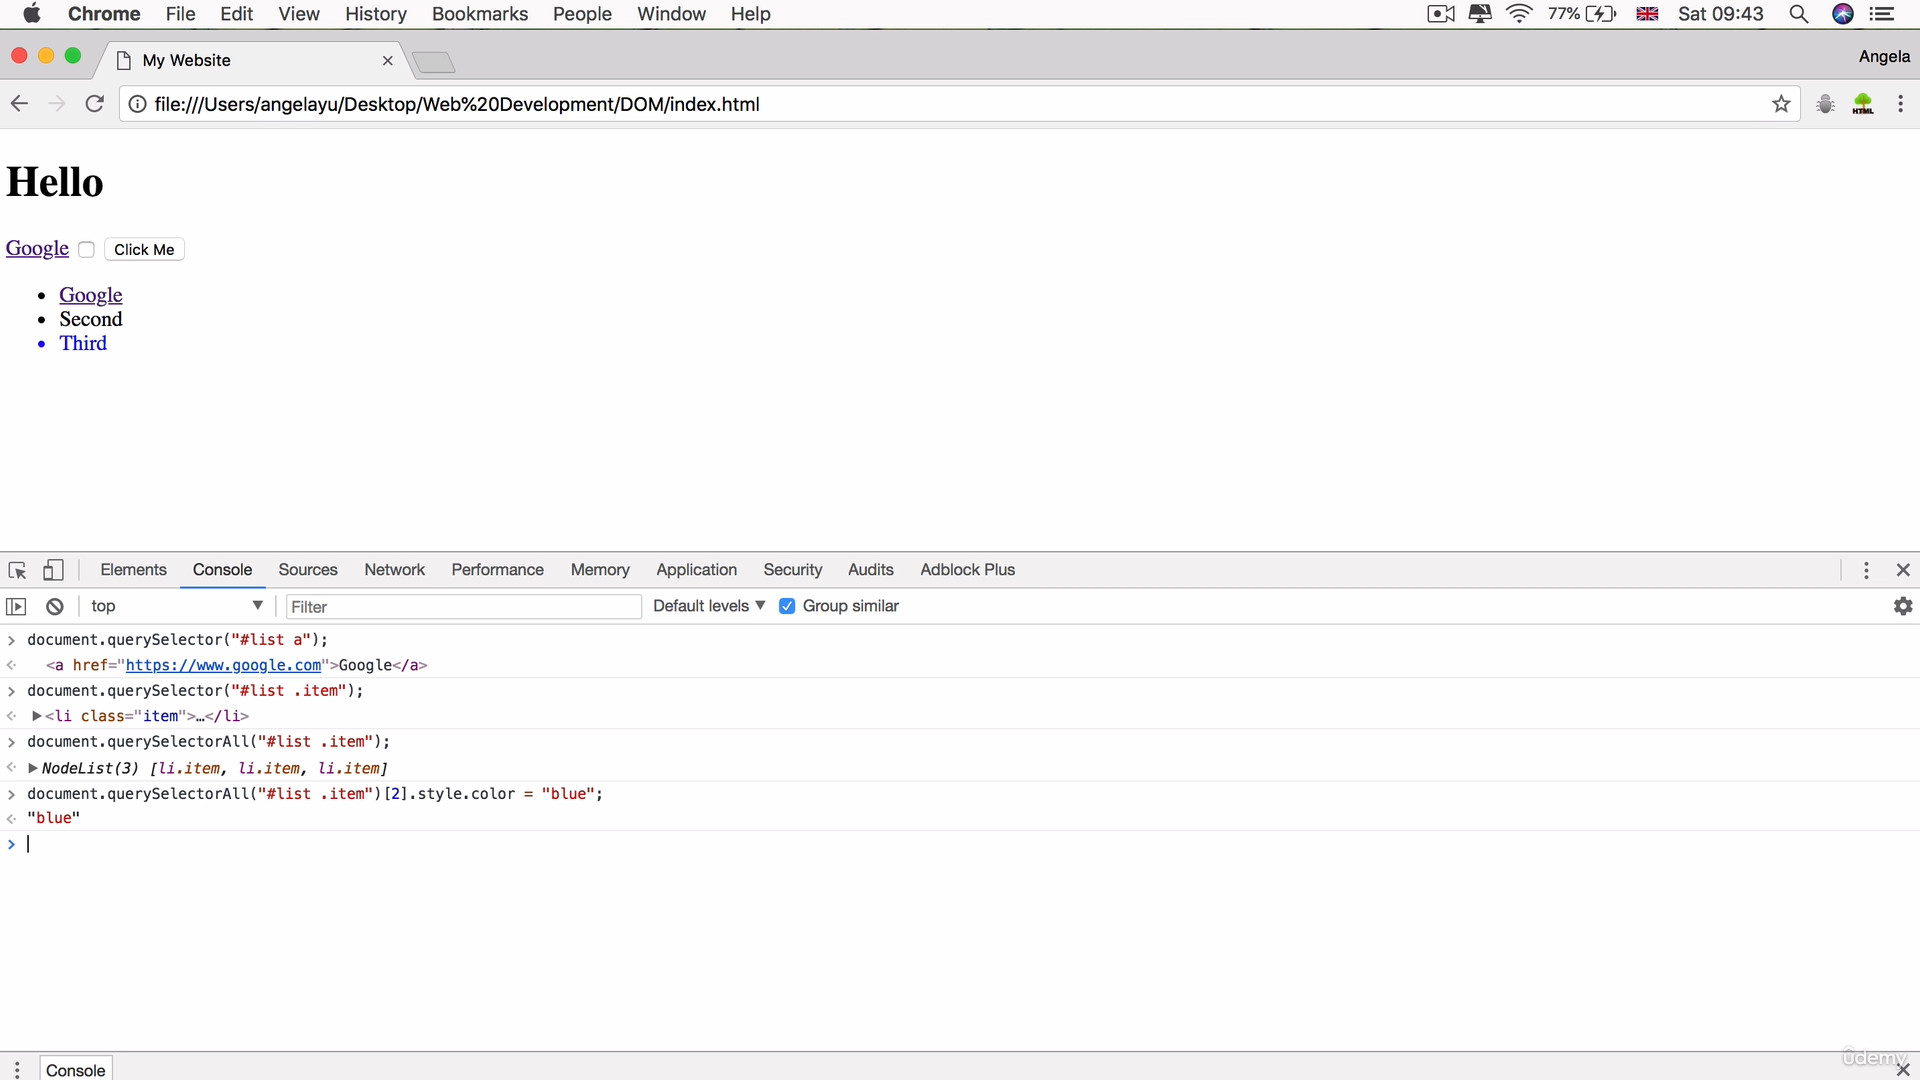 Chrome File Edit View History Bookmarks People Window Help 77% Sat 09:43
My Website Angela
file:///Users/angelayu/Desktop/Web%20Development/DOM/index.html HTML
Hello
Google Click Me
Google
Second
Third
Elements Console Sources Network Performance Memory Application Security Audits Adblock Plus
top Filter Default levels Group similar
document.querySelector("#list a");
<a href="https://www.google.com">Google</a>
document.querySelector("#list .item");
<li class="item">…</li>
document.querySelectorAll("#list .item");
NodeList(3) [li.item, li.item, li.item]
document.querySelectorAll("#list .item")[2].style.color = "blue";
"blue"
Console
ûdemy